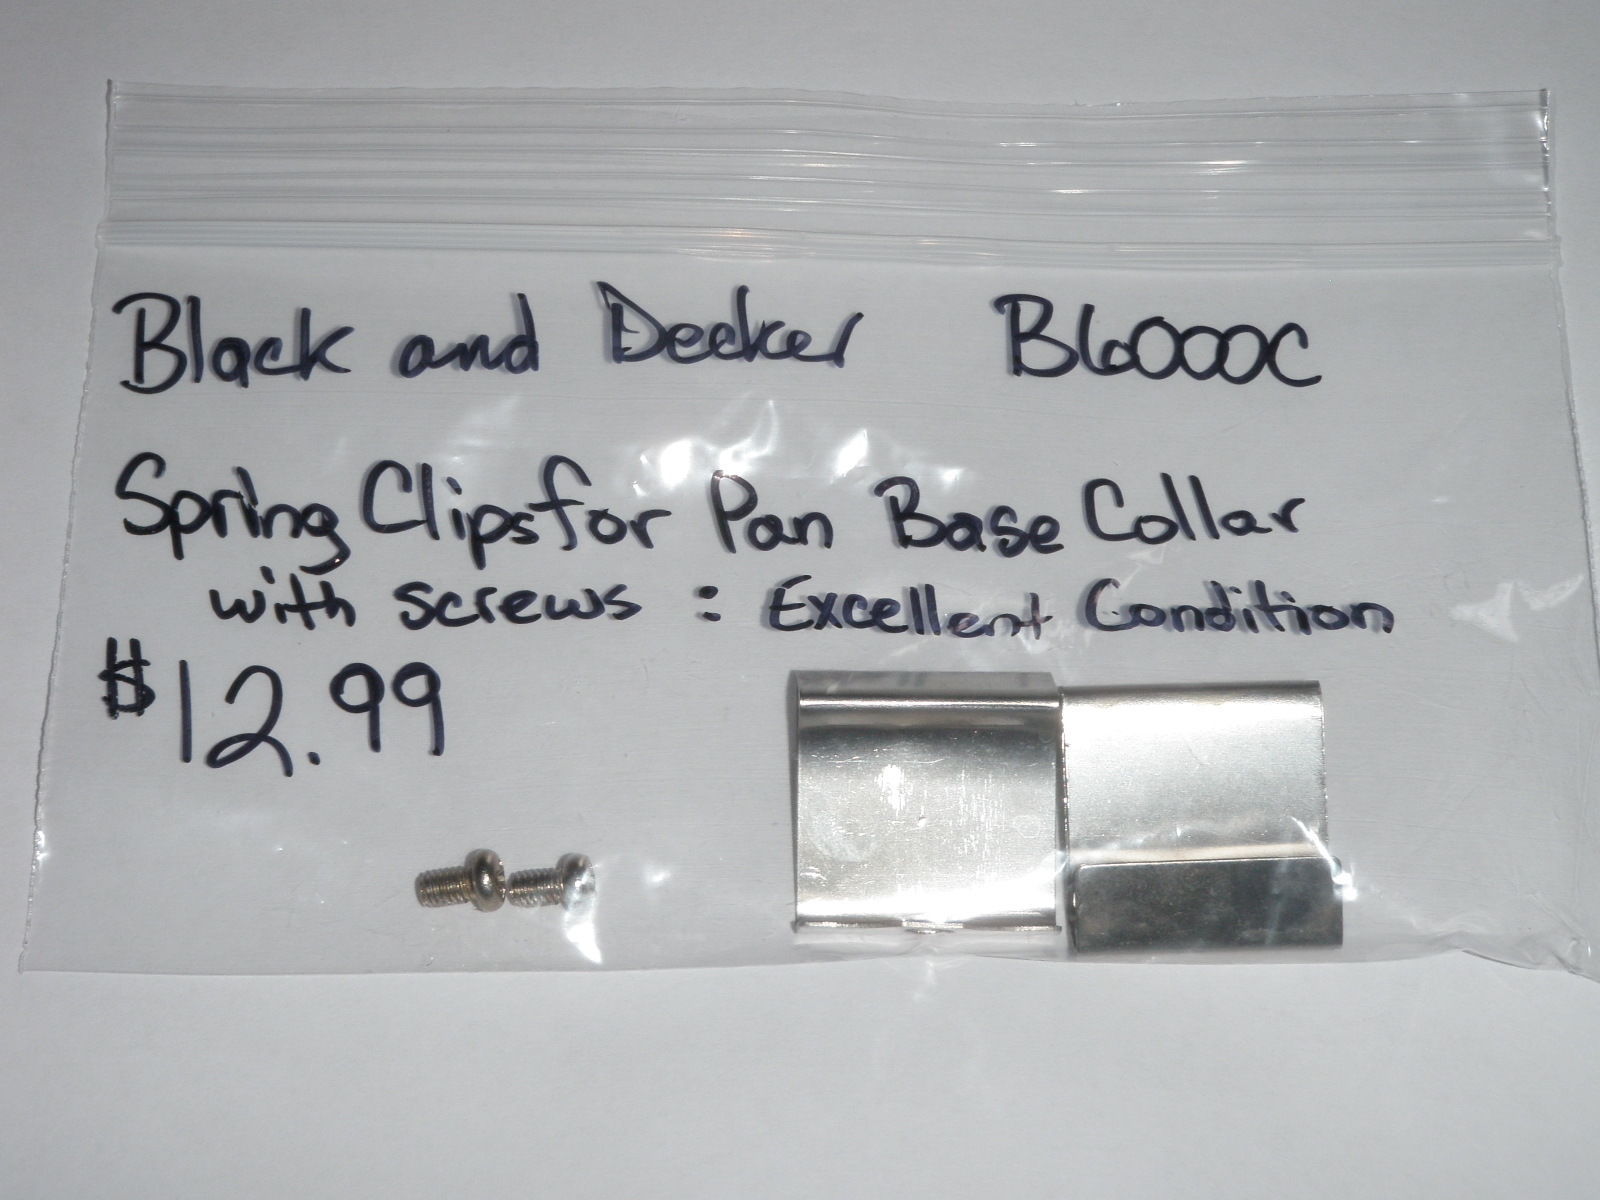 Black and Decker B6000C
Spring Clips for Pan Base Collar
with screws : Excellent Condition
$12.99